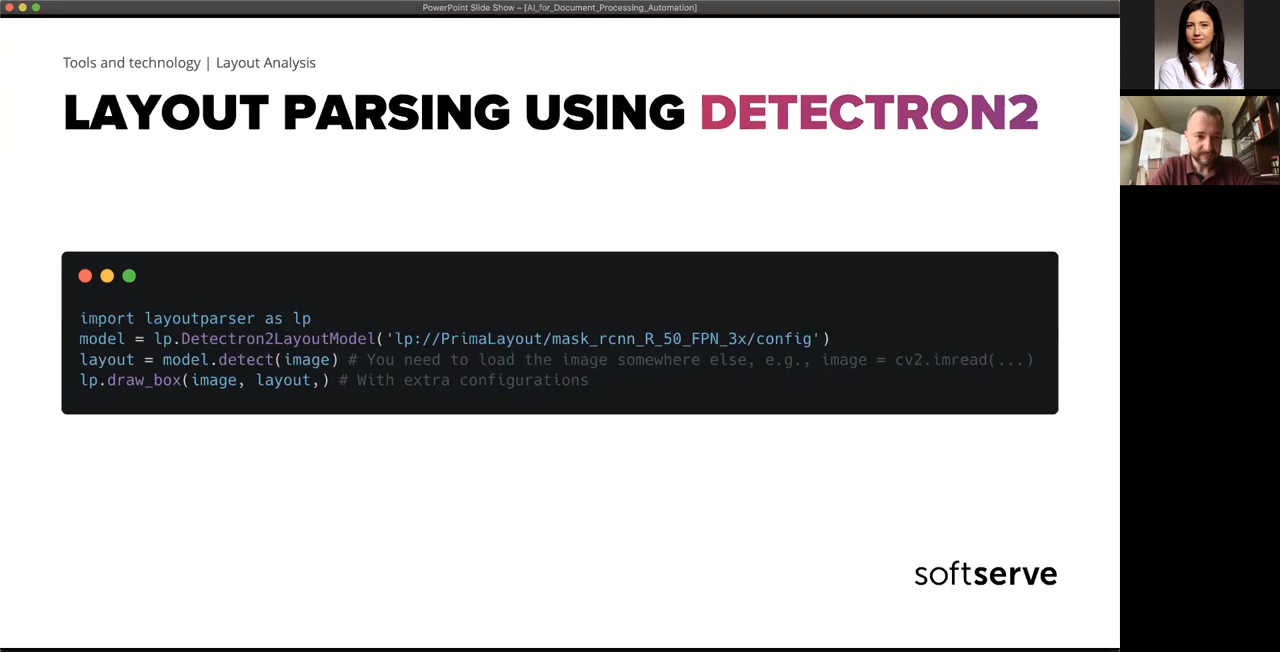 PowerPoint Slide Show – [AI_for_Document_Processing_Automation]
Tools and technology | Layout Analysis
LAYOUT PARSING USING DETECTRON2
import layoutparser as lp
model = lp.Detectron2LayoutModel('lp://PrimaLayout/mask_rcnn_R_50_FPN_3x/config')
layout = model.detect(image) # You need to load the image somewhere else, e.g., image = cv2.imread(...)
lp.draw_box(image, layout,) # With extra configurations
softserve